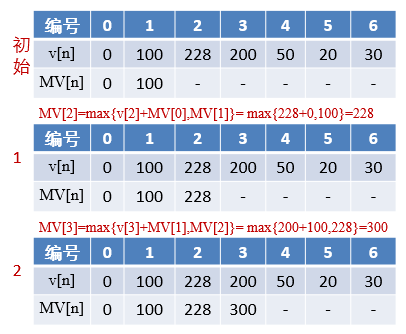 初始
编号 0 1 2 3 4 5 6
v[n] 0 100 228 200 50 20 30
MV[n] 0 100 - - - - -
MV[2]=max{v[2]+MV[0],MV[1]}= max{228+0,100}=228
1
编号 0 1 2 3 4 5 6
v[n] 0 100 228 200 50 20 30
MV[n] 0 100 228 - - - -
MV[3]=max{v[3]+MV[1],MV[2]}= max{200+100,228}=300
2
编号 0 1 2 3 4 5 6
v[n] 0 100 228 200 50 20 30
MV[n] 0 100 228 300 - - -